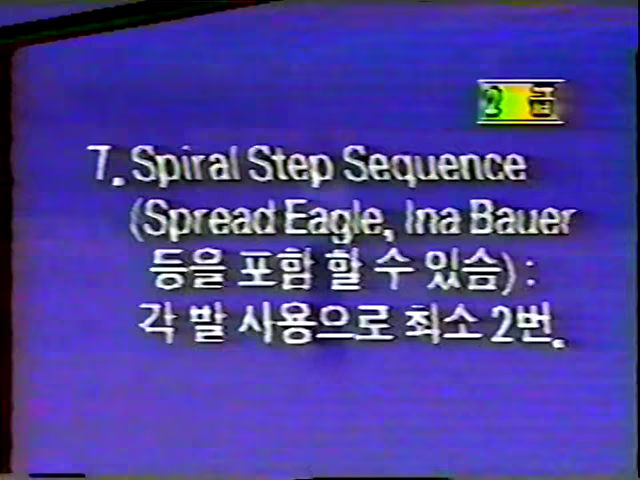 2 급
7. Spiral Step Sequence
(Spread Eagle, Ina Bauer
등을 포함 할 수 있슴) :
각 발 사용으로 최소 2번.